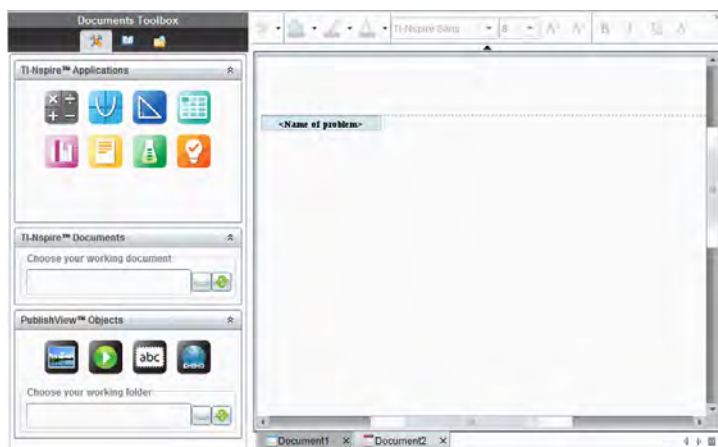 Documents Toolbox
TI-Nspire™ Applications
TI-Nspire™ Documents
Choose your working document:
PublishView™ Objects
abc
Choose your working folder:
TI-Nspire Sans
8
A A B I U A
<Name of problem>
Document1 × Document2 ×